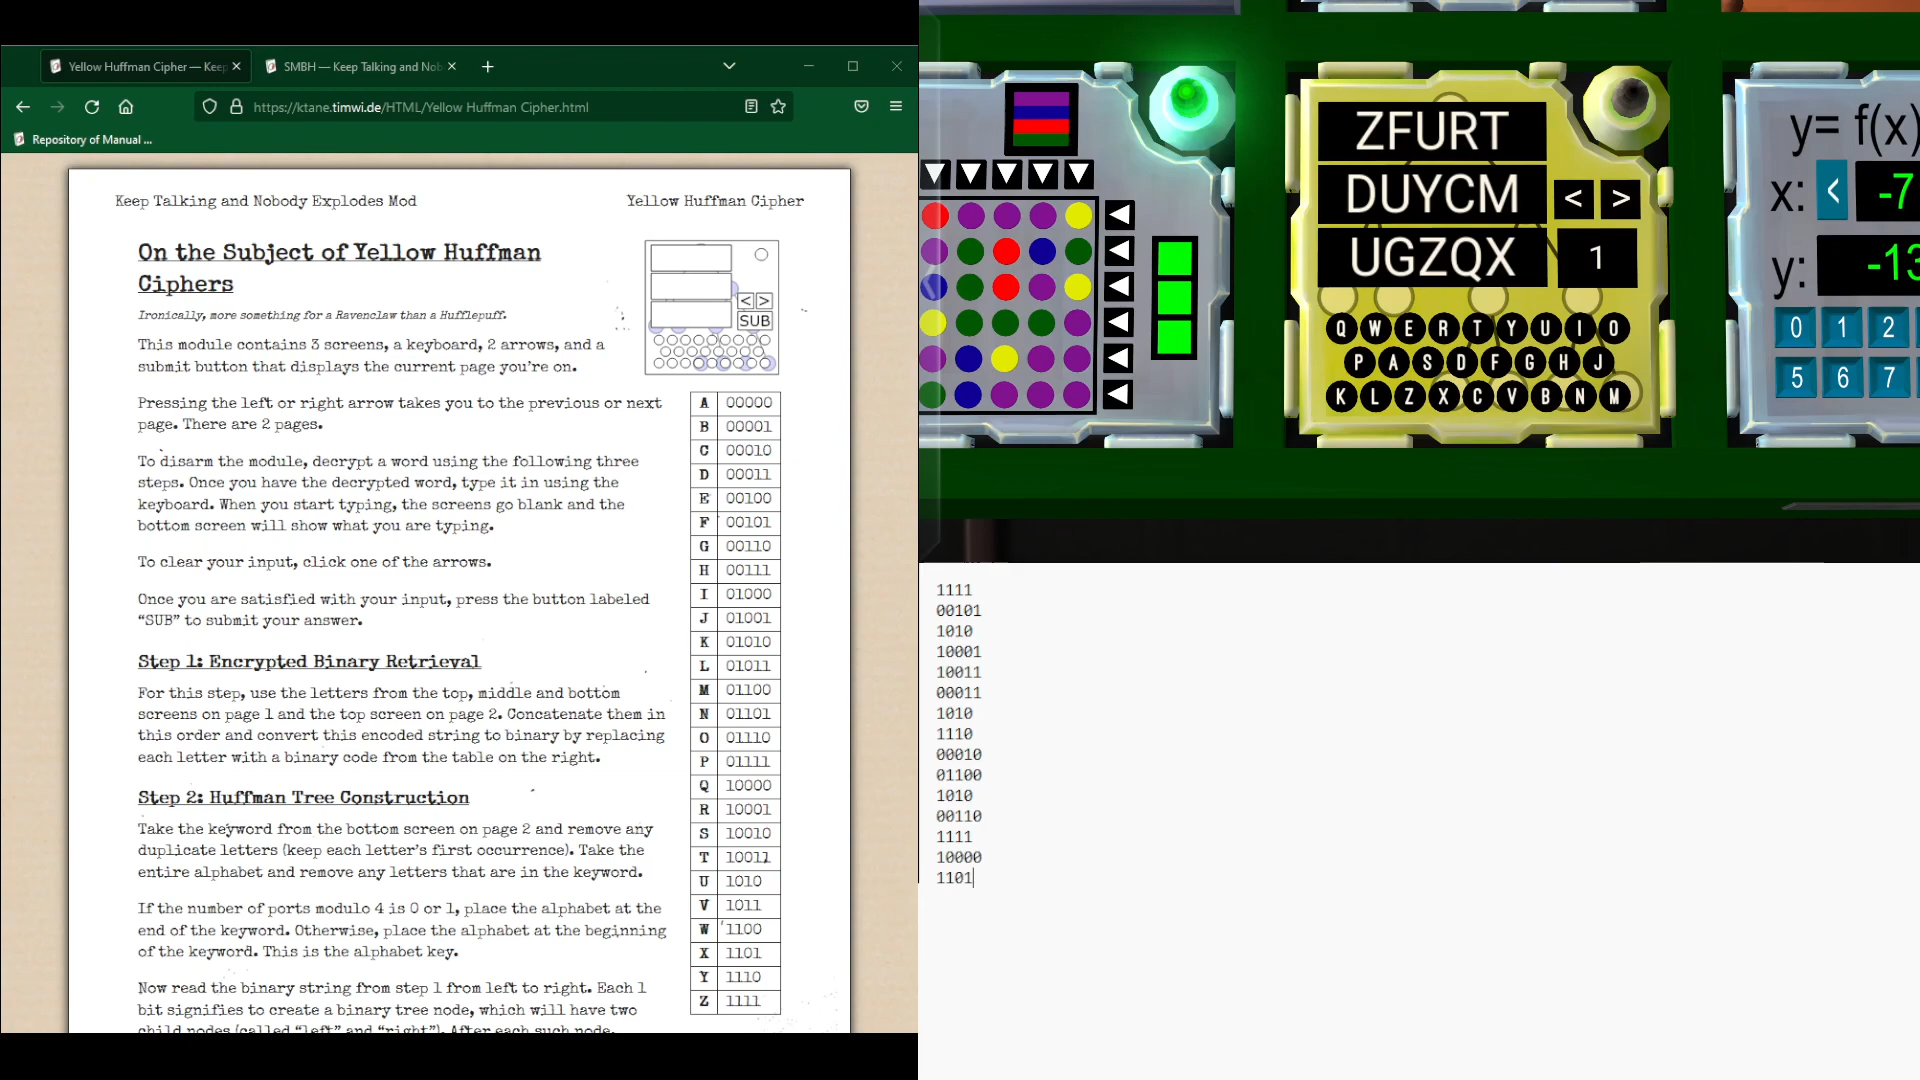 Yellow Huffman Cipher — Keep
SMBH — Keep Talking and Nob
https://ktane.timwi.de/HTML/Yellow Huffman Cipher.html
Repository of Manual ...
Keep Talking and Nobody Explodes Mod
Yellow Huffman Cipher
On the Subject of Yellow Huffman
Ciphers
Ironically, more something for a Ravenclaw than a Hufflepuff.
This module contains 3 screens, a keyboard, 2 arrows, and a
submit button that displays the current page you're on.
Pressing the left or right arrow takes you to the previous or next
page. There are 2 pages.
To disarm the module, decrypt a word using the following three
steps. Once you have the decrypted word, type it in using the
keyboard. When you start typing, the screens go blank and the
bottom screen will show what you are typing.
To clear your input, click one of the arrows.
Once you are satisfied with your input, press the button labeled
“SUB” to submit your answer.
Step 1: Encrypted Binary Retrieval
For this step, use the letters from the top, middle and bottom
screens on page 1 and the top screen on page 2. Concatenate them in
this order and convert this encoded string to binary by replacing
each letter with a binary code from the table on the right.
Step 2: Huffman Tree Construction
Take the keyword from the bottom screen on page 2 and remove any
duplicate letters (keep each letter's first occurrence). Take the
entire alphabet and remove any letters that are in the keyword.
If the number of ports modulo 4 is 0 or 1, place the alphabet at the
end of the keyword. Otherwise, place the alphabet at the beginning
of the keyword. This is the alphabet key.
Now read the binary string from step 1 from left to right. Each 1
bit signifies to create a binary tree node, which will have two
child nodes (called “left” and “right”). After each such node,
< >
SUB
A 00000
B 00001
C 00010
D 00011
E 00100
F 00101
G 00110
H 00111
I 01000
J 01001
K 01010
L 01011
M 01100
N 01101
O 01110
P 01111
Q 10000
R 10001
S 10010
T 10011
U 1010
V 1011
W 1100
X 1101
Y 1110
Z 1111
ZFURT
DUYCM
UGZQX
< >
1
Q W E R T Y U I O
P A S D F G H J
K L Z X C V B N M
y= f(x)
x: < -7
y: -13
0 1 2
5 6 7
1111
00101
1010
10001
10011
00011
1010
1110
00010
01100
1010
00110
1111
10000
1101